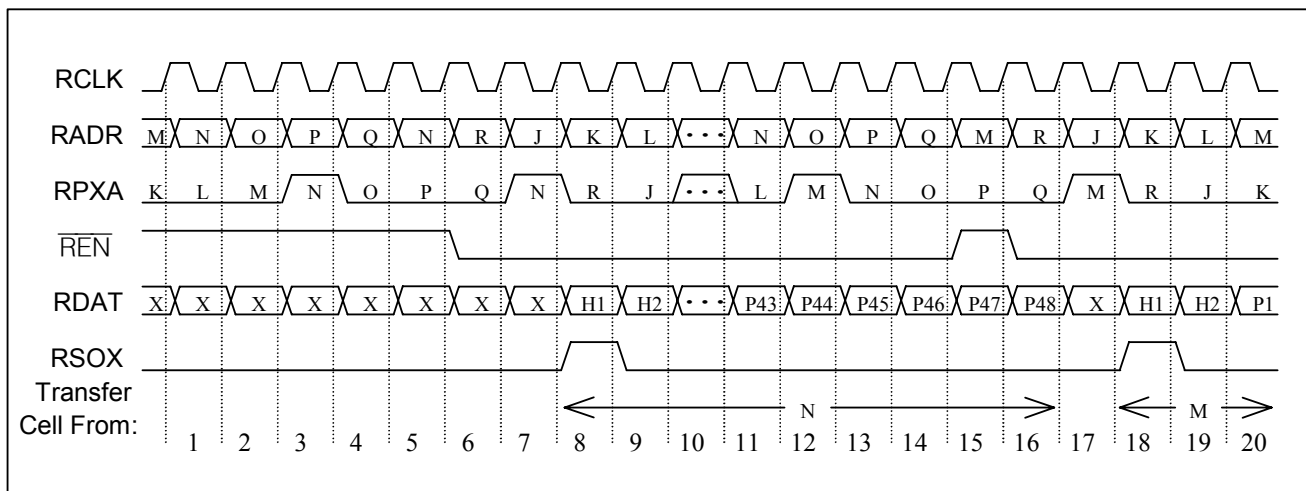 RCLK
RADR M N O P Q N R J K L ··· N O P Q M R J K L M
RPXA K L M N O P Q N R J ··· L M N O P Q M R J K
REN
RDAT X X X X X X X X H1 H2 ··· P43 P44 P45 P46 P47 P48 X H1 H2 P1
RSOX
Transfer
Cell From: N M
1 2 3 4 5 6 7 8 9 10 11 12 13 14 15 16 17 18 19 20